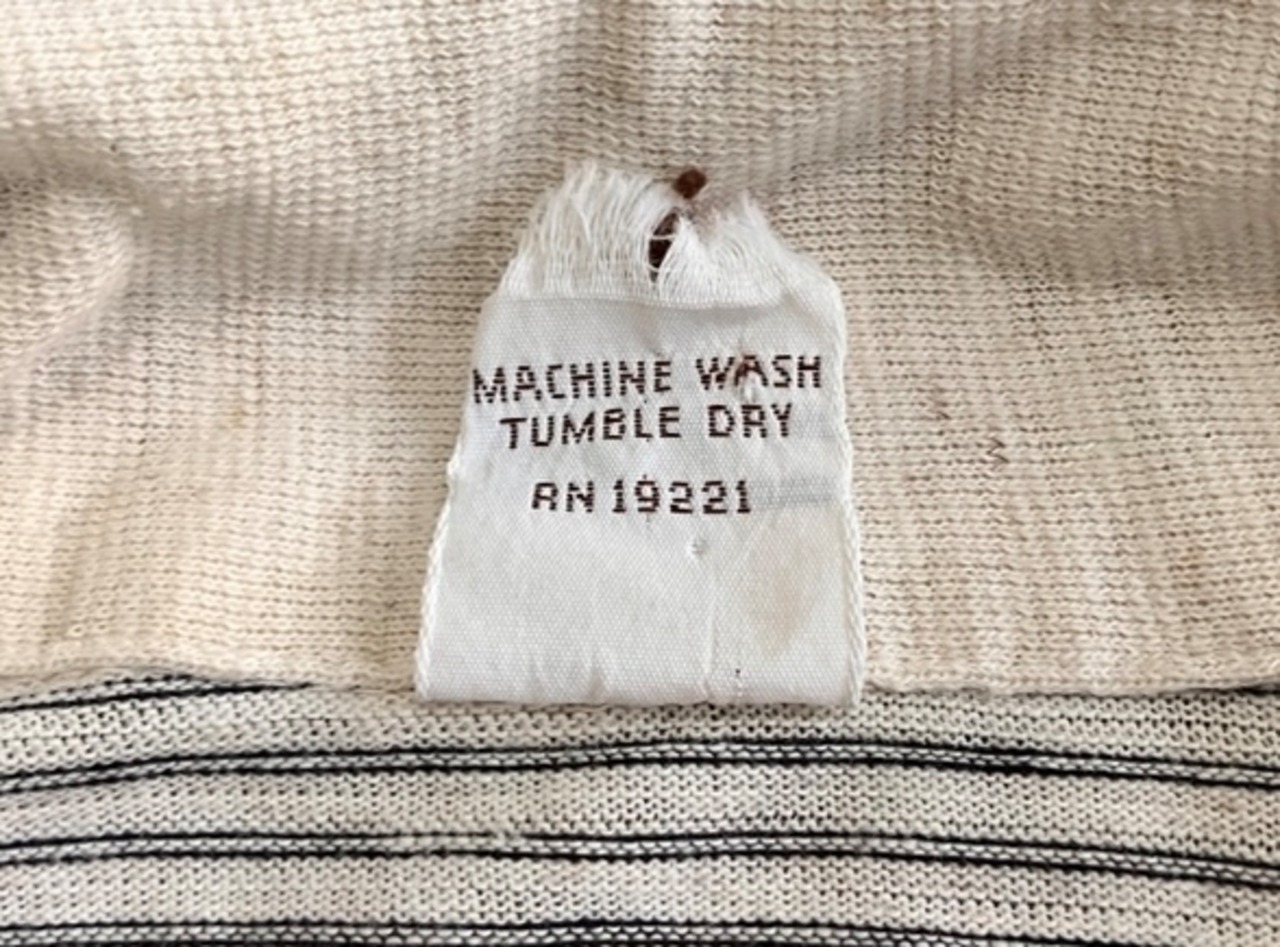 MACHINE WASH
TUMBLE DRY
RN 19221